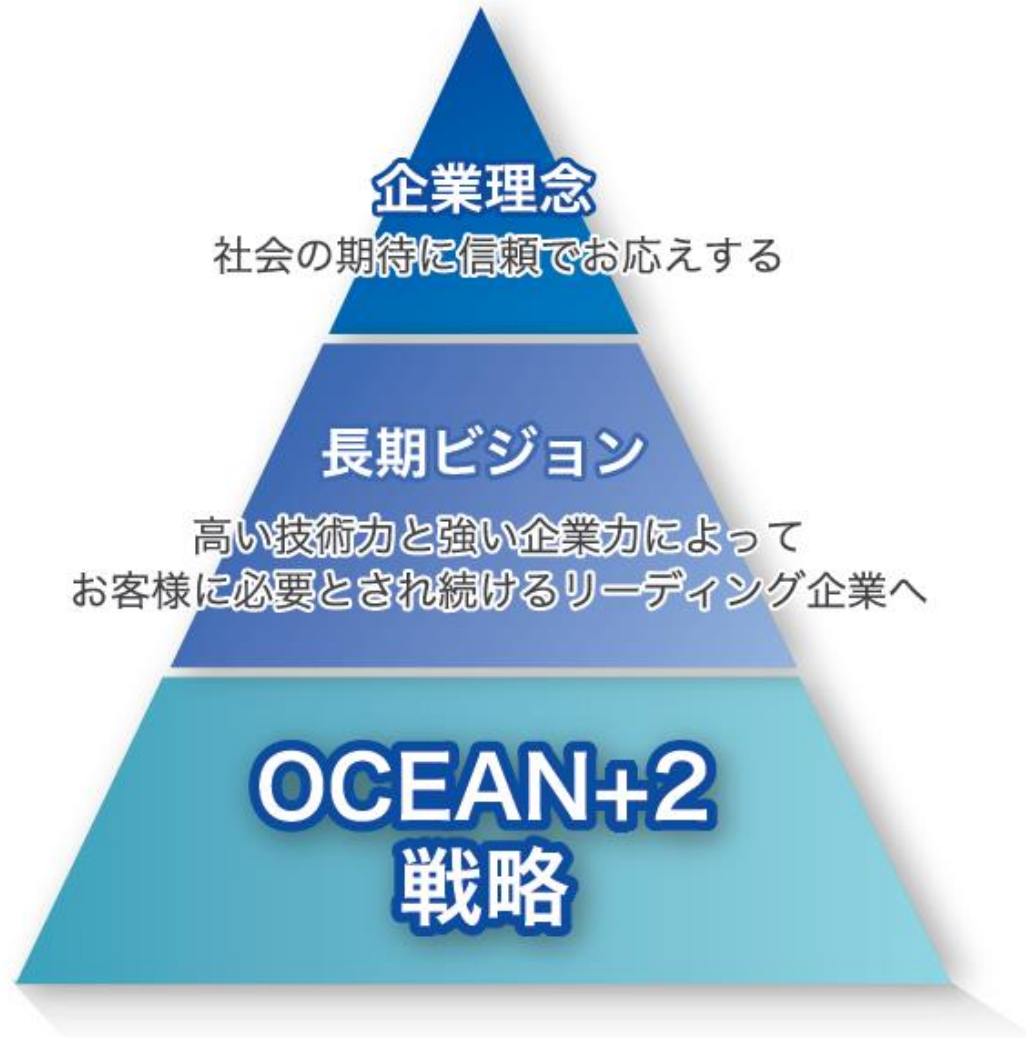 企業理念
社会の期待に信頼でお応えする
長期ビジョン
高い技術力と強い企業力によって
お客様に必要とされ続けるリーディング企業へ
OCEAN+2
戦略